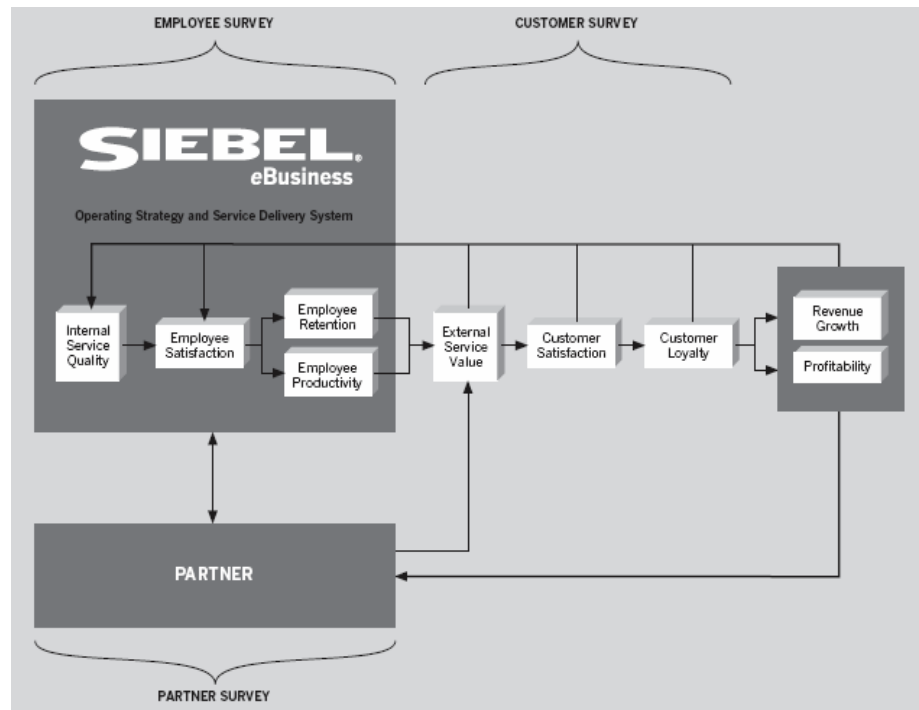 EMPLOYEE SURVEY
CUSTOMER SURVEY
SIEBEL®
eBusiness
Operating Strategy and Service Delivery System
Internal
Service
Quality
Employee
Satisfaction
Employee
Retention
Employee
Productivity
External
Service
Value
Customer
Satisfaction
Customer
Loyalty
Revenue
Growth
Profitability
PARTNER
PARTNER SURVEY